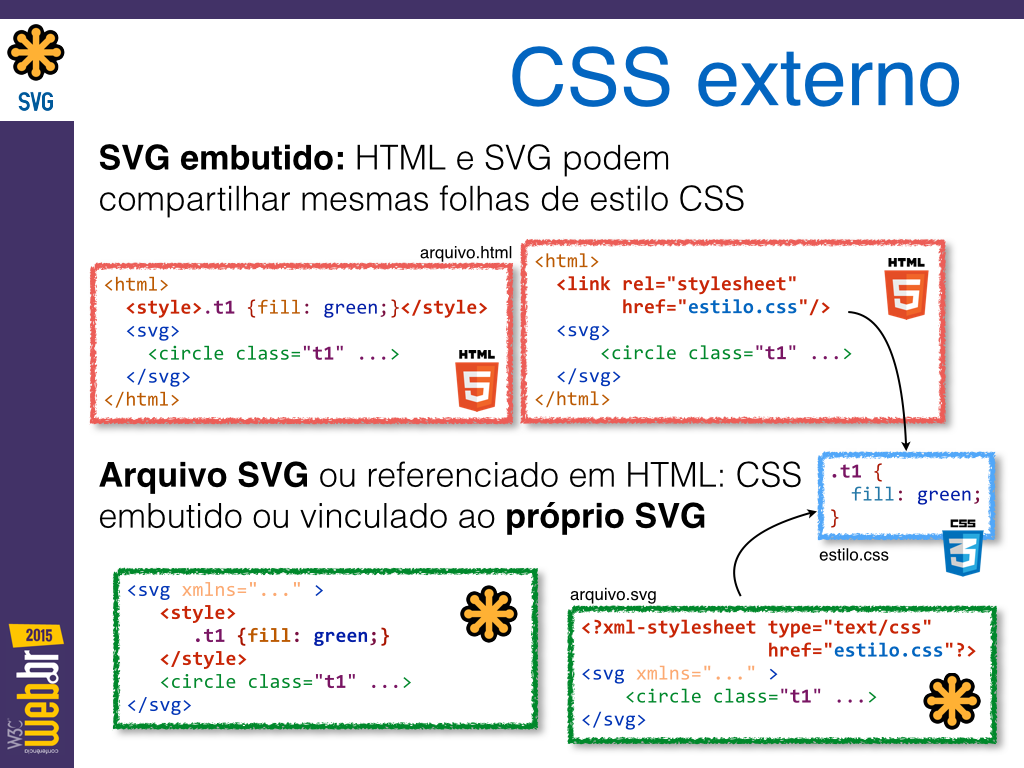 SVG
CSS externo
SVG embutido: HTML e SVG podem
compartilhar mesmas folhas de estilo CSS
arquivo.html
<html>
<style>.t1 {fill: green;}</style>
<svg>
<circle class="t1" ...>
</svg>
</html>
HTML
5
<html>
<link rel="stylesheet"
href="estilo.css"/>
<svg>
<circle class="t1" ...>
</svg>
</html>
HTML
5
Arquivo SVG ou referenciado em HTML: CSS
embutido ou vinculado ao próprio SVG
.t1 {
fill: green;
}
CSS
3
estilo.css
<svg xmlns="..." >
<style>
.t1 {fill: green;}
</style>
<circle class="t1" ...>
</svg>
arquivo.svg
<?xml-stylesheet type="text/css"
href="estilo.css"?>
<svg xmlns="..." >
<circle class="t1" ...>
</svg>
2015
W3C
web.br
conferência